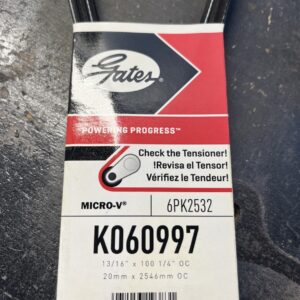 Gates
POWERING PROGRESS™
Check the Tensioner!
!Revisa el Tensor!
Vérifiez le Tendeur!
MICRO-V® 6PK2532
K060997
13/16" x 100 1/4" OC
20mm x 2546mm OC